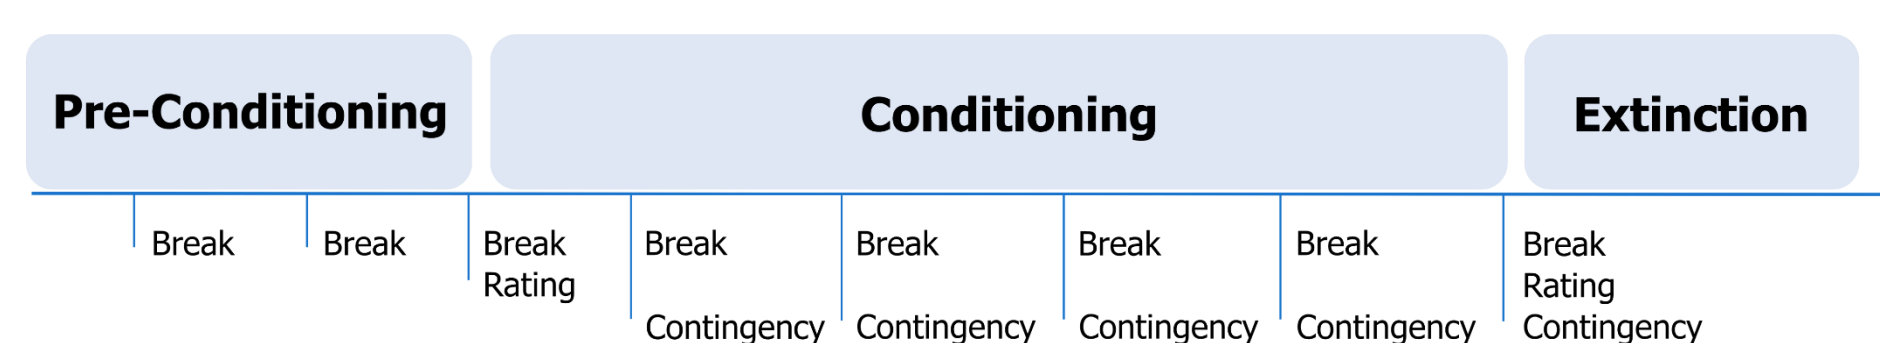 Pre-Conditioning
Conditioning
Extinction
Break
Break
Break
Rating
Break
Contingency
Break
Contingency
Break
Contingency
Break
Contingency
Break
Rating
Contingency